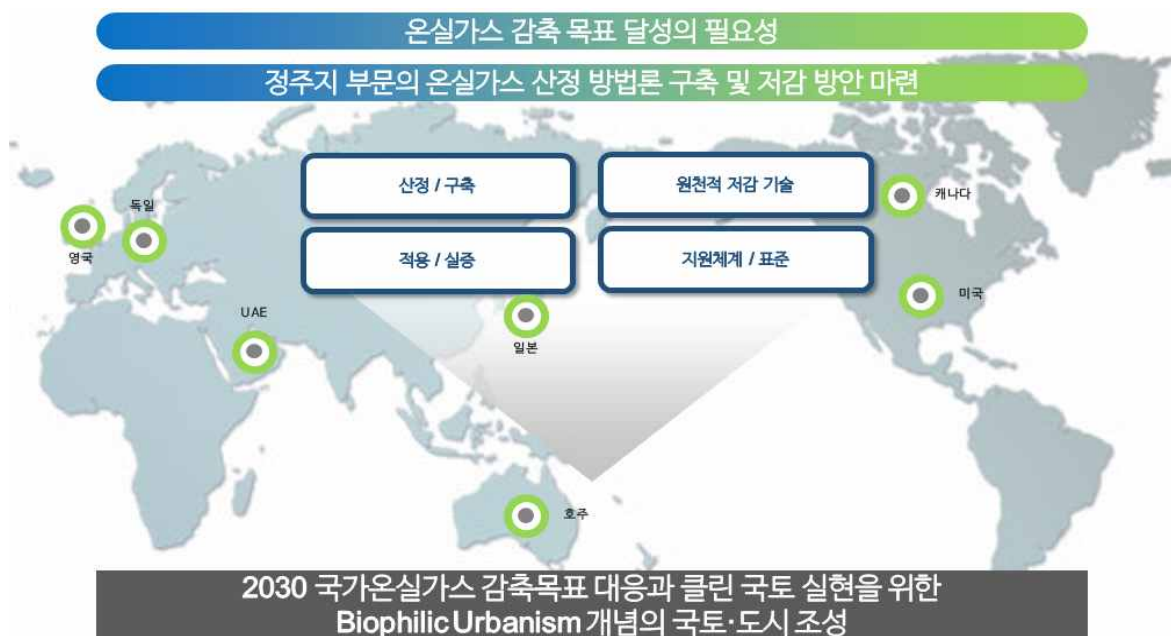 온실가스 감축 목표 달성의 필요성
정주지 부문의 온실가스 산정 방법론 구축 및 저감 방안 마련
산정 / 구축
원천적 저감 기술
적용 / 실증
지원체계 / 표준
독일
영국
UAE
일본
캐나다
미국
호주
2030 국가온실가스 감축목표 대응과 클린 국토 실현을 위한
Biophilic Urbanism 개념의 국토·도시 조성